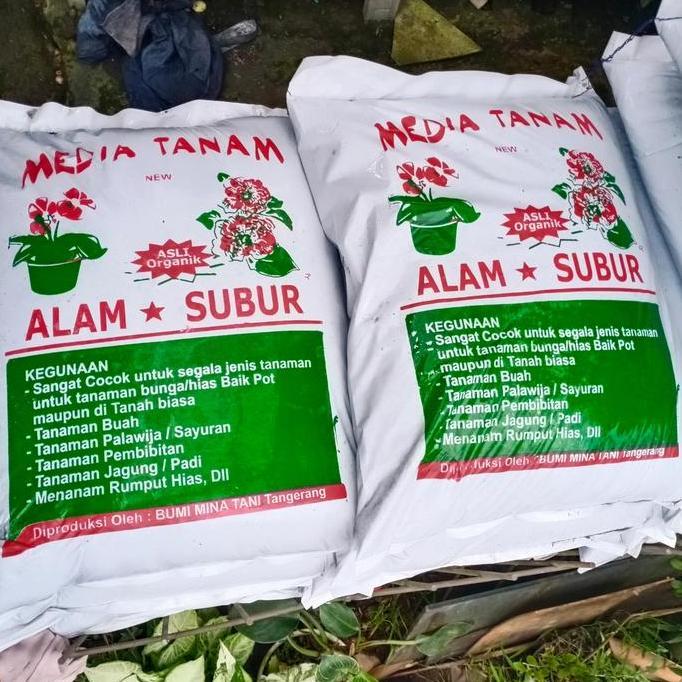 MEDIA TANAM
NEW
ASLI
Organik
ALAM ★ SUBUR
KEGUNAAN
- Sangat Cocok untuk segala jenis tanaman
untuk tanaman bunga/hias Baik Pot
maupun di Tanah biasa
- Tanaman Buah
- Tanaman Palawija / Sayuran
- Tanaman Pembibitan
- Tanaman Jagung / Padi
- Menanam Rumput Hias, Dll
Diproduksi Oleh : BUMI MINA TANI Tangerang
MEDIA TANAM
NEW
ASLI
Organik
ALAM ★ SUBUR
KEGUNAAN
- Sangat Cocok untuk segala jenis tanaman
untuk tanaman bunga/hias Baik Pot
maupun di Tanah biasa
- Tanaman Buah
- Tanaman Palawija / Sayuran
- Tanaman Pembibitan
- Tanaman Jagung / Padi
- Menanam Rumput Hias, Dll
Diproduksi Oleh : BUMI MINA TANI Tangerang